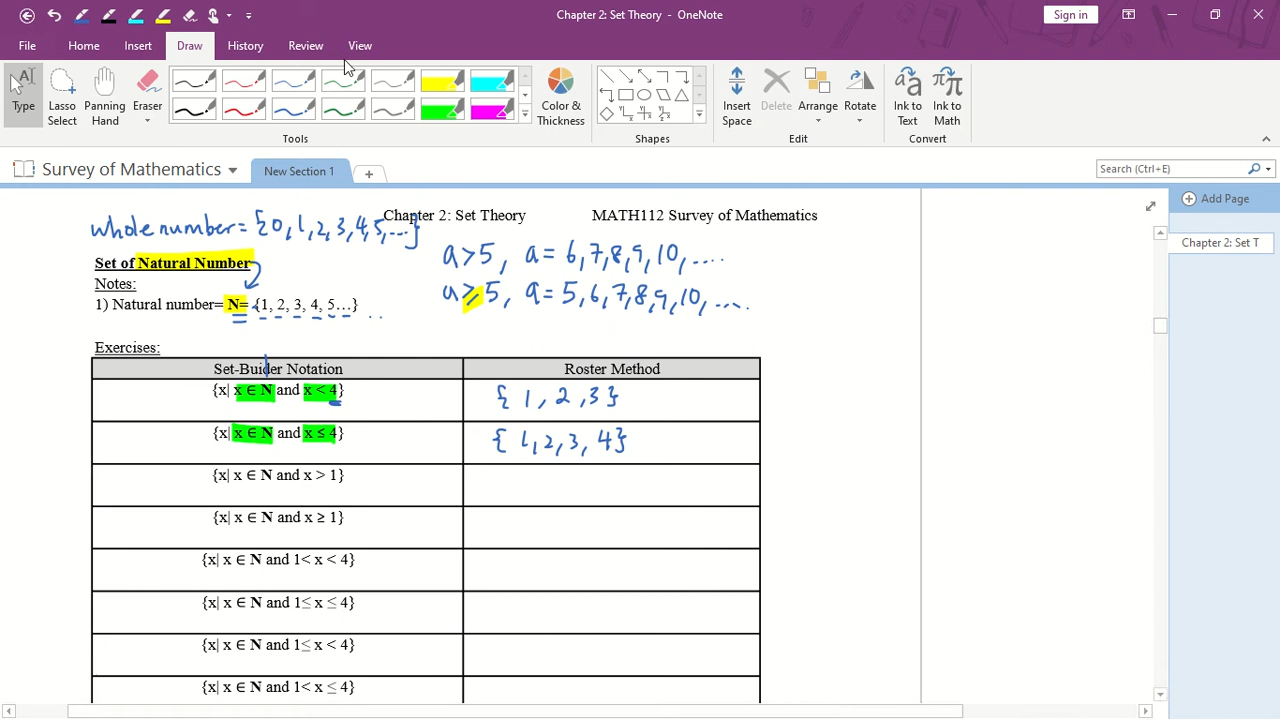 Chapter 2: Set Theory - OneNote
Sign in
File Home Insert Draw History Review View
Type
Lasso Select
Panning Hand
Eraser
Color & Thickness
Insert Space
Delete
Arrange
Rotate
Ink to Text
Ink to Math
Tools
Shapes
Edit
Convert
Survey of Mathematics
New Section 1
Search (Ctrl+E)
Add Page
Chapter 2: Set T
Chapter 2: Set Theory MATH112 Survey of Mathematics
whole number = {0, 1, 2, 3, 4, 5, ...}
a > 5, a = 6, 7, 8, 9, 10, ....
Set of Natural Number
Notes:
a ≥ 5, a = 5, 6, 7, 8, 9, 10, ....
1) Natural number= N= {1, 2, 3, 4, 5…}
Exercises:
Set-Buider Notation Roster Method
{x| x ∈ N and x < 4} { 1, 2, 3}
{x| x ∈ N and x ≤ 4} { 1, 2, 3, 4}
{x| x ∈ N and x > 1}
{x| x ∈ N and x ≥ 1}
{x| x ∈ N and 1< x < 4}
{x| x ∈ N and 1≤ x ≤ 4}
{x| x ∈ N and 1≤ x < 4}
{x| x ∈ N and 1< x ≤ 4}